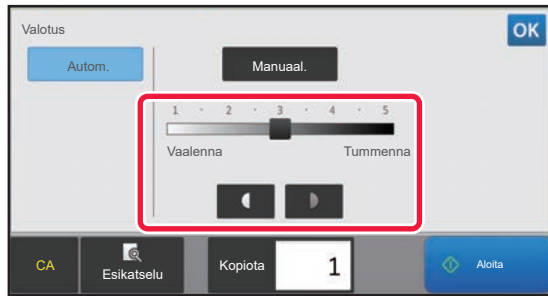 Valotus
OK
Autom.
Manuaal.
1 · 2 · 3 · 4 · 5
Vaalenna
Tummenna
CA
Esikatselu
Kopiota
1
Aloita